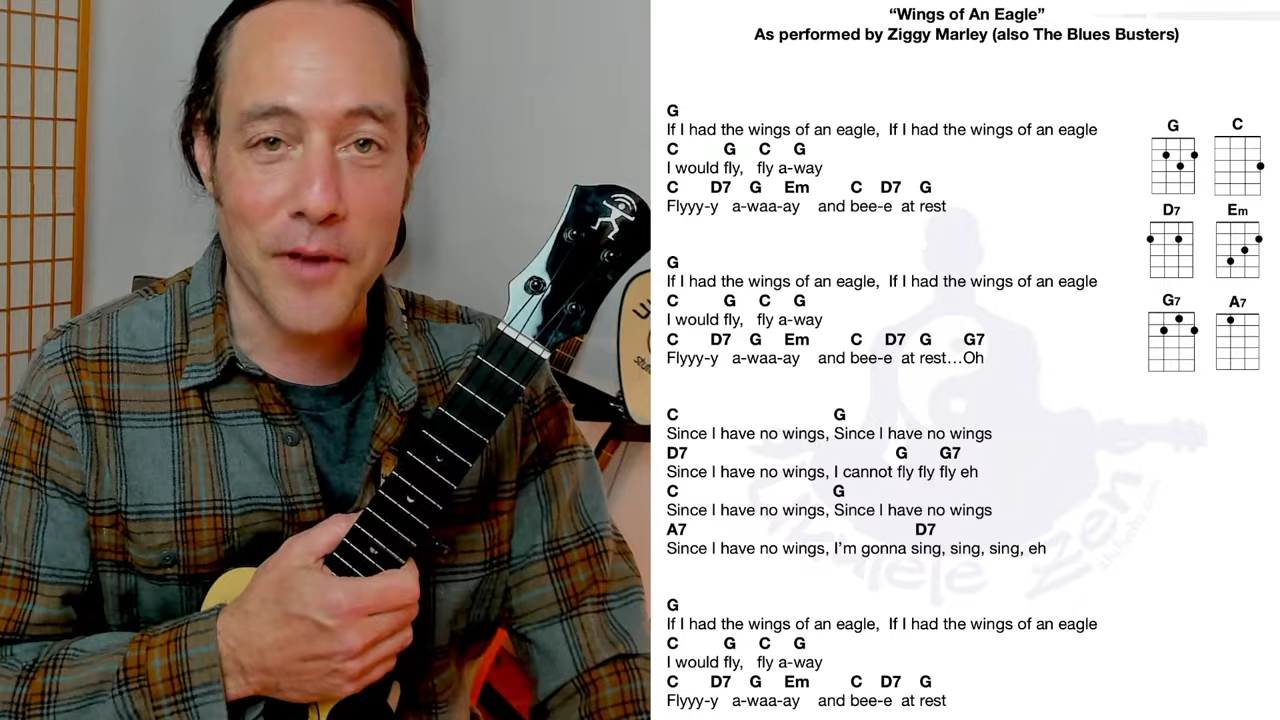 “Wings of An Eagle”
As performed by Ziggy Marley (also The Blues Busters)
G
If I had the wings of an eagle,  If I had the wings of an eagle
C G C G
I would fly,   fly a-way
C D7 G Em C D7 G
Flyyy-y   a-waa-ay    and bee-e  at rest
G
If I had the wings of an eagle,  If I had the wings of an eagle
C G C G
I would fly,   fly a-way
C D7 G Em C D7 G G7
Flyyy-y   a-waa-ay    and bee-e  at rest…Oh
C G
Since I have no wings, Since I have no wings
D7 G G7
Since I have no wings, I cannot fly fly fly eh
C G
Since I have no wings, Since I have no wings
A7 D7
Since I have no wings, I’m gonna sing, sing, sing, eh
G
If I had the wings of an eagle,  If I had the wings of an eagle
C G C G
I would fly,   fly a-way
C D7 G Em C D7 G
Flyyy-y   a-waa-ay    and bee-e  at rest
G C
D7 Em
G7 A7
Ukulele Zen